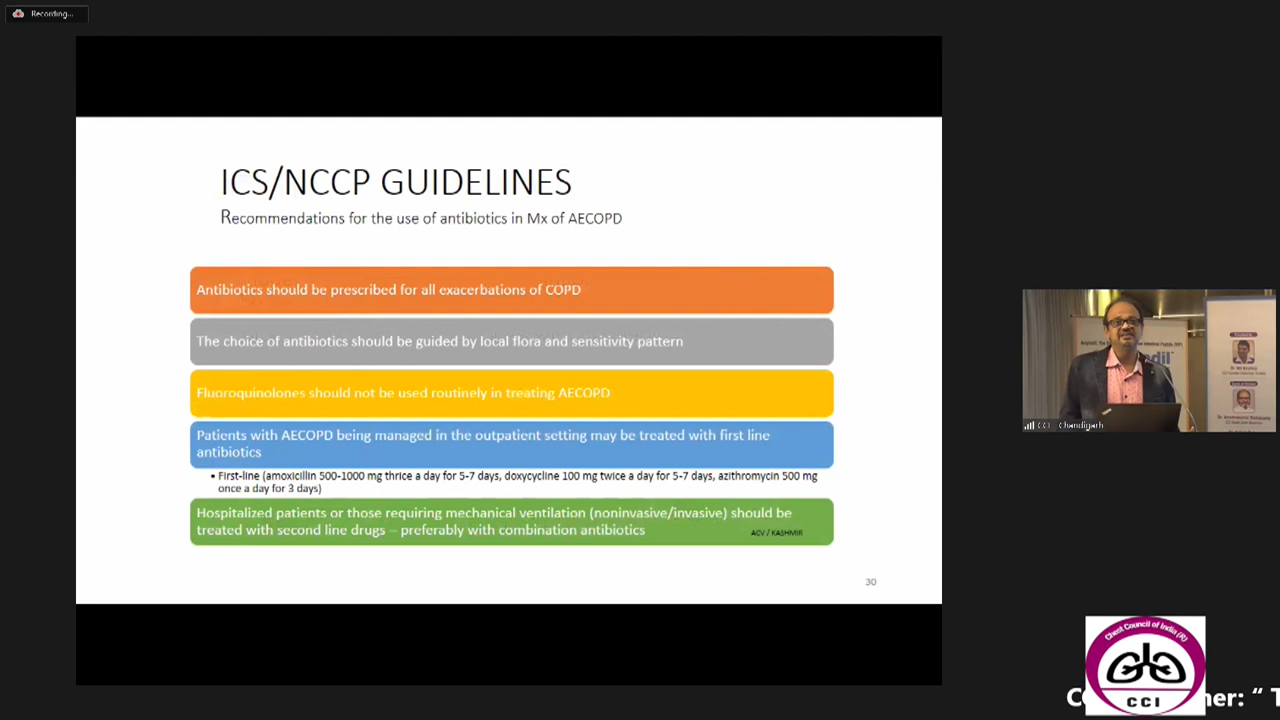 Recording...
ICS/NCCP GUIDELINES
Recommendations for the use of antibiotics in Mx of AECOPD
Antibiotics should be prescribed for all exacerbations of COPD
The choice of antibiotics should be guided by local flora and sensitivity pattern
Fluoroquinolones should not be used routinely in treating AECOPD
Patients with AECOPD being managed in the outpatient setting may be treated with first line
antibiotics
• First-line (amoxicillin 500-1000 mg thrice a day for 5-7 days, doxycycline 100 mg twice a day for 5-7 days, azithromycin 500 mg
once a day for 3 days)
Hospitalized patients or those requiring mechanical ventilation (noninvasive/invasive) should be
treated with second line drugs – preferably with combination antibiotics
ACV / KASHMIR
30
Chandigarh
Chest Council of India (R)
CCI